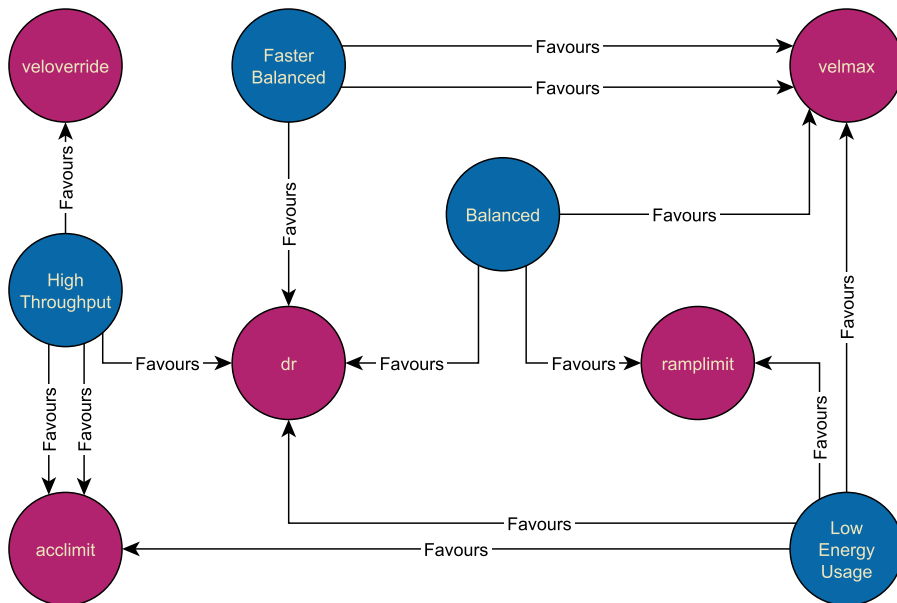 veloverride
Faster
Balanced
Favours
Favours
velmax
Favours
Favours
Balanced
Favours
High
Throughput
Favours
Favours
dr
Favours
Favours
ramplimit
Favours
Favours
Favours
Favours
acclimit
Favours
Favours
Low
Energy
Usage